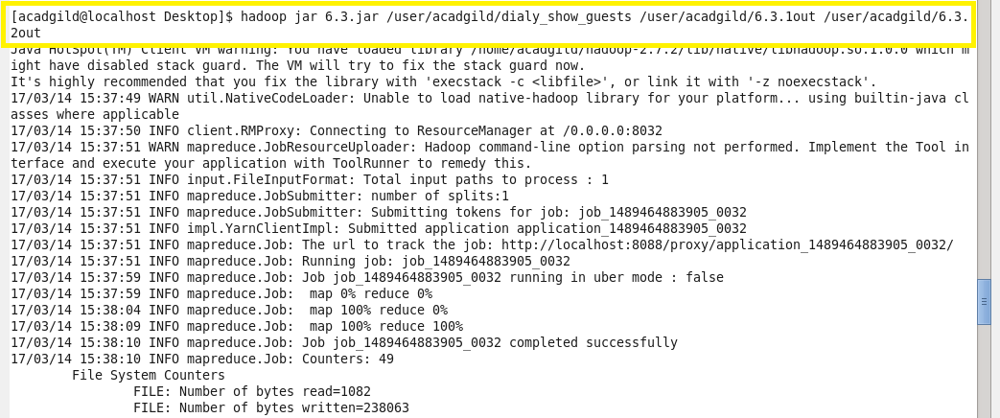 [acadgild@localhost Desktop]$ hadoop jar 6.3.jar /user/acadgild/dialy_show_guests /user/acadgild/6.3.1out /user/acadgild/6.3.
2out
Java HotSpot(TM) Client VM warning: You have loaded library /home/acadgild/hadoop-2.7.2/lib/native/libhadoop.so.1.0.0 which m
ight have disabled stack guard. The VM will try to fix the stack guard now.
It's highly recommended that you fix the library with 'execstack -c <libfile>', or link it with '-z noexecstack'.
17/03/14 15:37:49 WARN util.NativeCodeLoader: Unable to load native-hadoop library for your platform... using builtin-java cl
asses where applicable
17/03/14 15:37:50 INFO client.RMProxy: Connecting to ResourceManager at /0.0.0.0:8032
17/03/14 15:37:51 WARN mapreduce.JobResourceUploader: Hadoop command-line option parsing not performed. Implement the Tool in
terface and execute your application with ToolRunner to remedy this.
17/03/14 15:37:51 INFO input.FileInputFormat: Total input paths to process : 1
17/03/14 15:37:51 INFO mapreduce.JobSubmitter: number of splits:1
17/03/14 15:37:51 INFO mapreduce.JobSubmitter: Submitting tokens for job: job_1489464883905_0032
17/03/14 15:37:51 INFO impl.YarnClientImpl: Submitted application application_1489464883905_0032
17/03/14 15:37:51 INFO mapreduce.Job: The url to track the job: http://localhost:8088/proxy/application_1489464883905_0032/
17/03/14 15:37:51 INFO mapreduce.Job: Running job: job_1489464883905_0032
17/03/14 15:37:59 INFO mapreduce.Job: Job job_1489464883905_0032 running in uber mode : false
17/03/14 15:37:59 INFO mapreduce.Job:  map 0% reduce 0%
17/03/14 15:38:04 INFO mapreduce.Job:  map 100% reduce 0%
17/03/14 15:38:09 INFO mapreduce.Job:  map 100% reduce 100%
17/03/14 15:38:10 INFO mapreduce.Job: Job job_1489464883905_0032 completed successfully
17/03/14 15:38:10 INFO mapreduce.Job: Counters: 49
File System Counters
FILE: Number of bytes read=1082
FILE: Number of bytes written=238063